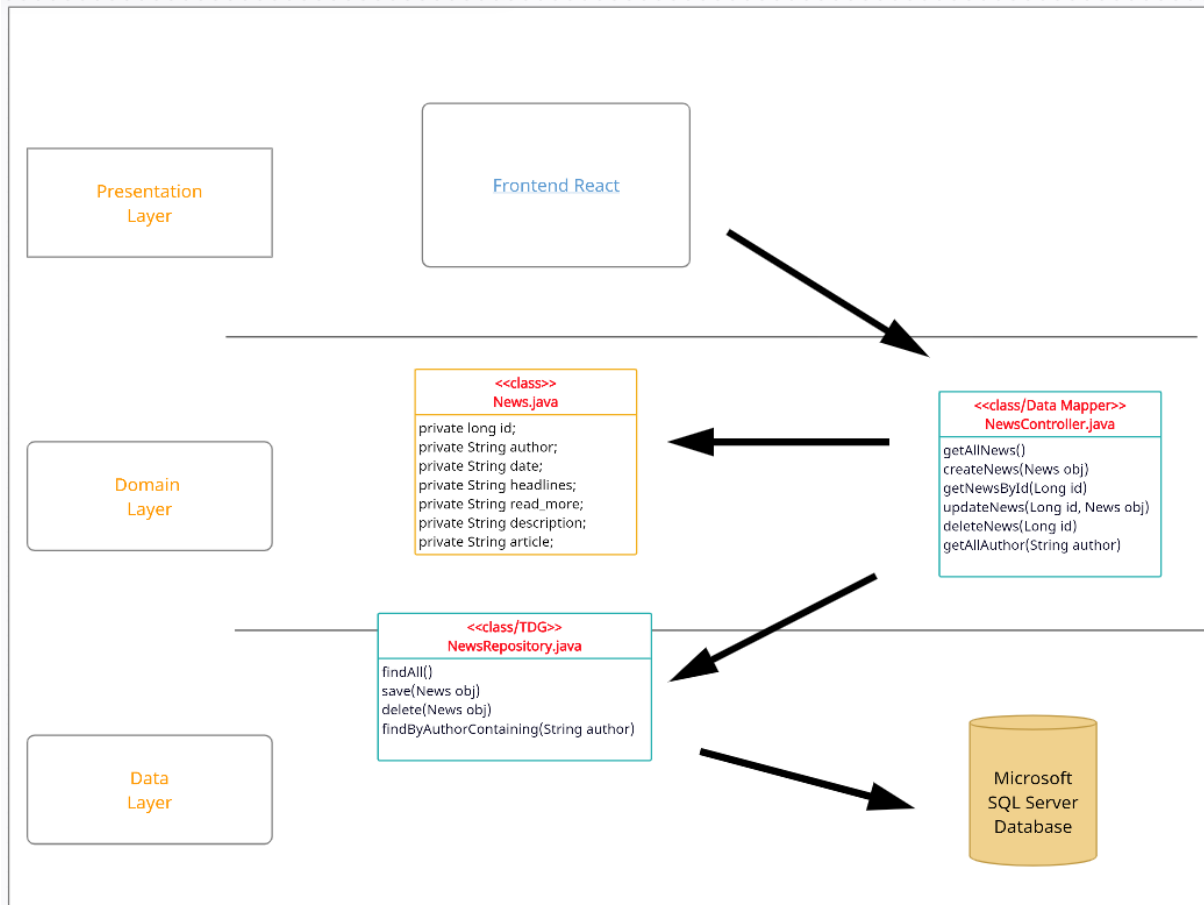 Presentation
Layer
Frontend React
<<class>>
News.java
private long id;
private String author;
private String date;
private String headlines;
private String read_more;
private String description;
private String article;
<<class/Data Mapper>>
NewsController.java
getAllNews()
createNews(News obj)
getNewsById(Long id)
updateNews(Long id, News obj)
deleteNews(Long id)
getAllAuthor(String author)
Domain
Layer
<<class/TDG>>
NewsRepository.java
findAll()
save(News obj)
delete(News obj)
findByAuthorContaining(String author)
Data
Layer
Microsoft
SQL Server
Database